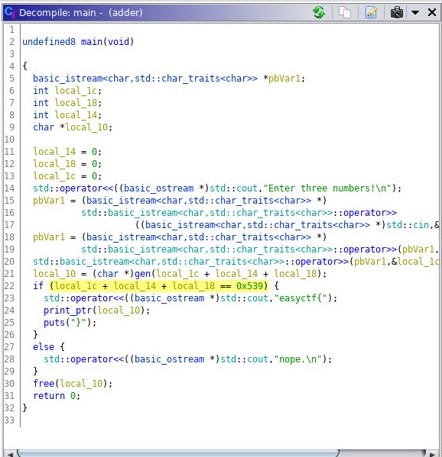 Decompile: main - (adder)
1
2 undefined8 main(void)
3
4 {
5 basic_istream<char,std::char_traits<char>> *pbVar1;
6 int local_1c;
7 int local_18;
8 int local_14;
9 char *local_10;
10
11 local_14 = 0;
12 local_18 = 0;
13 local_1c = 0;
14 std::operator<<((basic_ostream *)std::cout,"Enter three numbers!\n");
15 pbVar1 = (basic_istream<char,std::char_traits<char>> *)
16 std::basic_istream<char,std::char_traits<char>>::operator>>
17 ((basic_istream<char,std::char_traits<char>> *)std::cin,&
18 pbVar1 = (basic_istream<char,std::char_traits<char>> *)
19 std::basic_istream<char,std::char_traits<char>>::operator>>(pbVar1,
20 std::basic_istream<char,std::char_traits<char>>::operator>>(pbVar1,&local_1c
21 local_10 = (char *)gen(local_1c + local_14 + local_18);
22 if (local_1c + local_14 + local_18 == 0x539) {
23 std::operator<<((basic_ostream *)std::cout,"easyctf{");
24 print_ptr(local_10);
25 puts("}");
26 }
27 else {
28 std::operator<<((basic_ostream *)std::cout,"nope.\n");
29 }
30 free(local_10);
31 return 0;
32 }
33